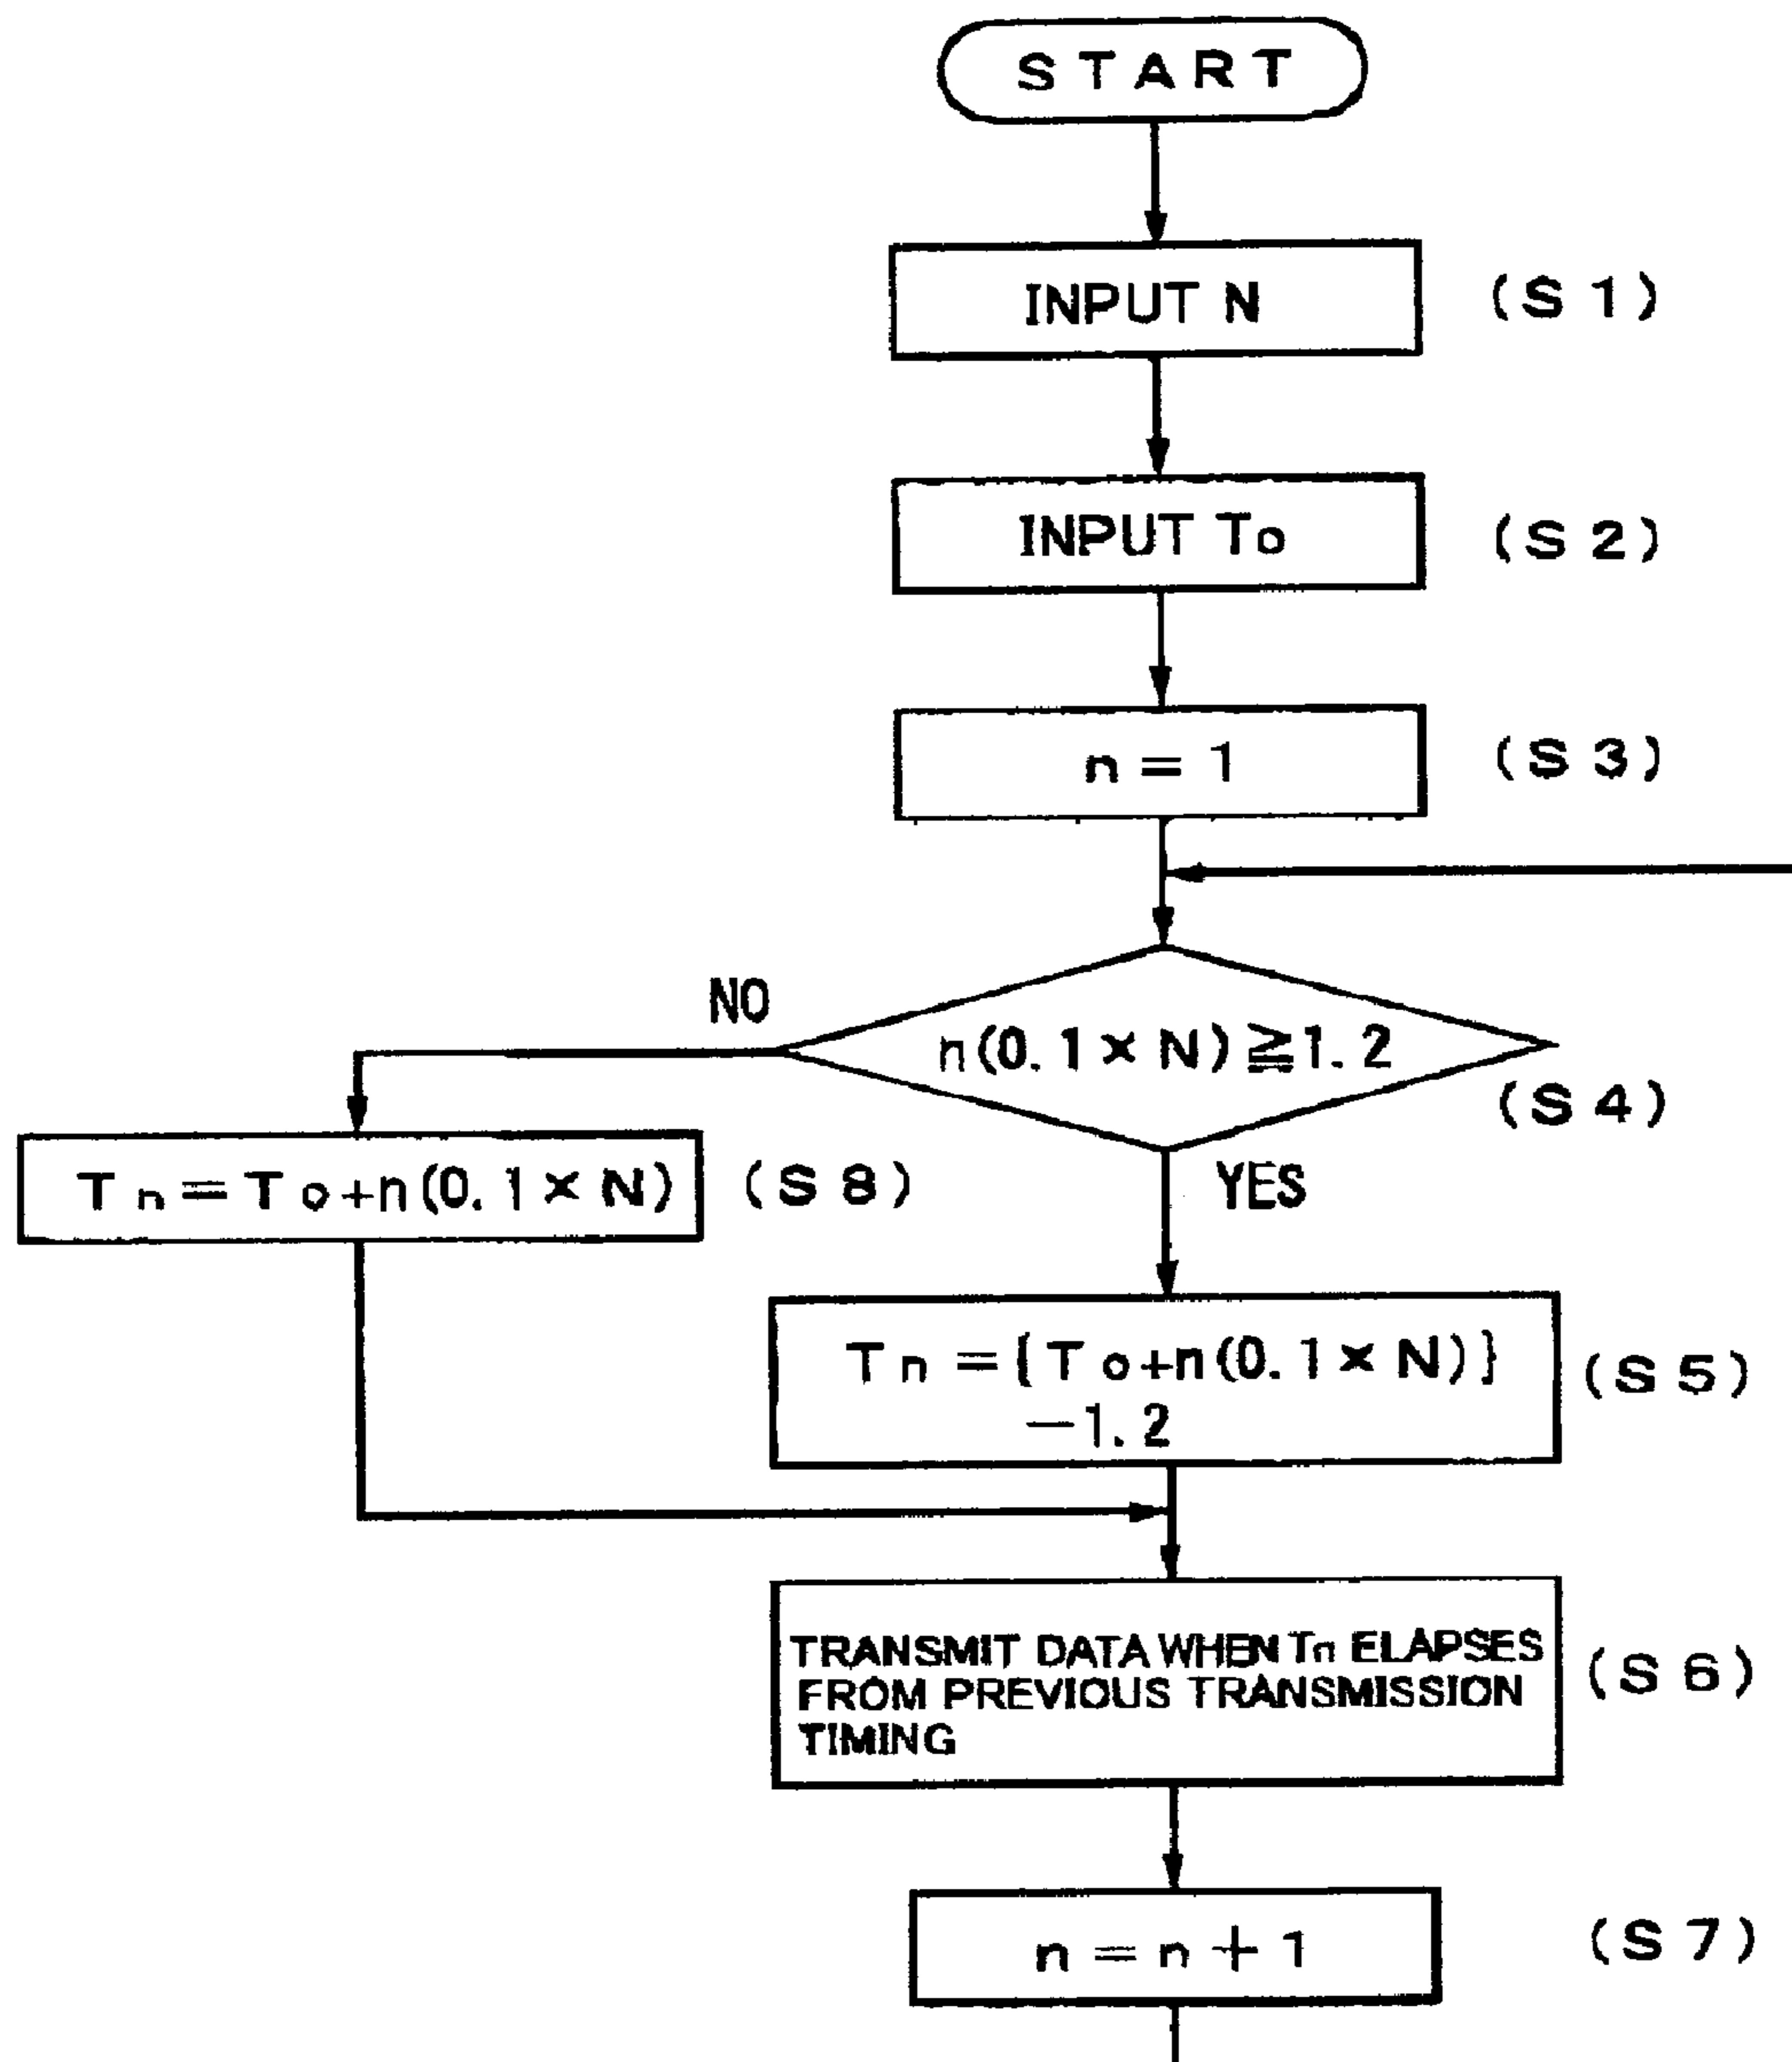 START
INPUT N
(S1)
INPUT To
(S2)
n = 1
(S3)
NO
n(0.1 × N) ≧ 1.2
(S4)
Tn = To+n(0.1 × N)
(S8)
YES
Tn = {To+n(0.1 × N)}
−1.2
(S5)
TRANSMIT DATA WHEN Tn ELAPSES
FROM PREVIOUS TRANSMISSION
TIMING
(S6)
n = n + 1
(S7)